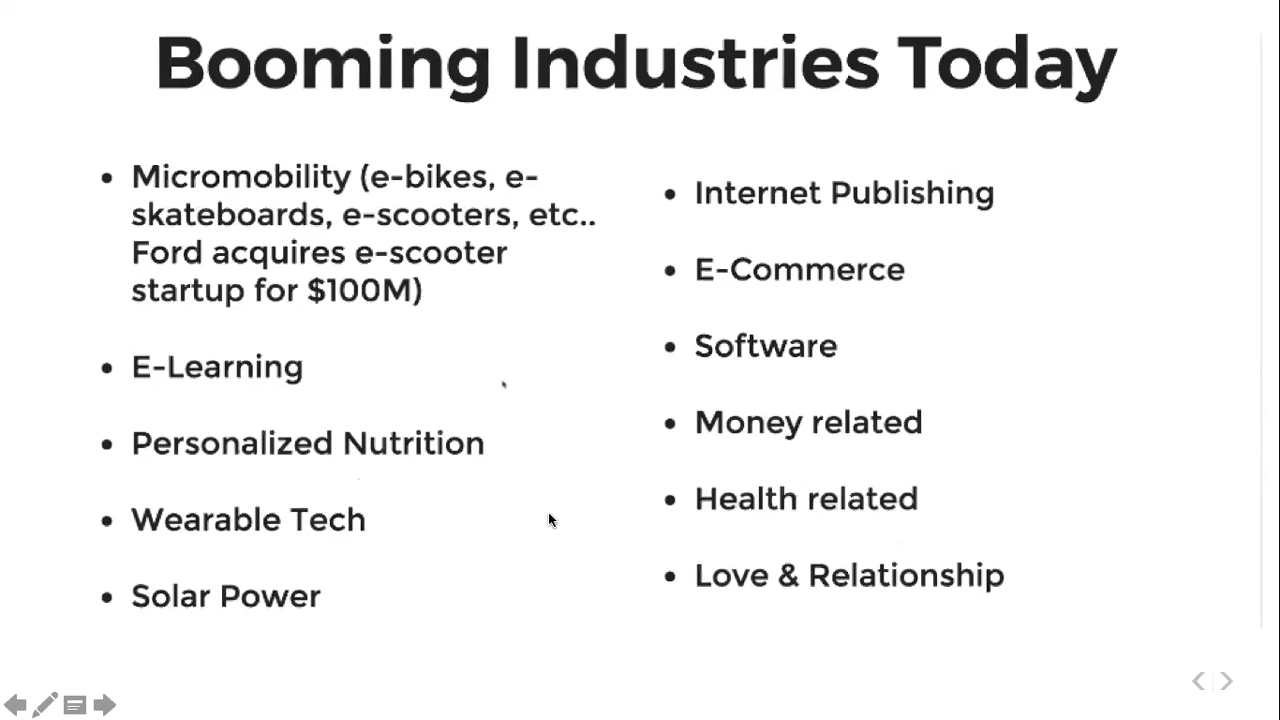 Booming Industries Today
• Micromobility (e-bikes, e-
skateboards, e-scooters, etc..
Ford acquires e-scooter
startup for $100M)
• E-Learning
• Personalized Nutrition
• Wearable Tech
• Solar Power
• Internet Publishing
• E-Commerce
• Software
• Money related
• Health related
• Love & Relationship